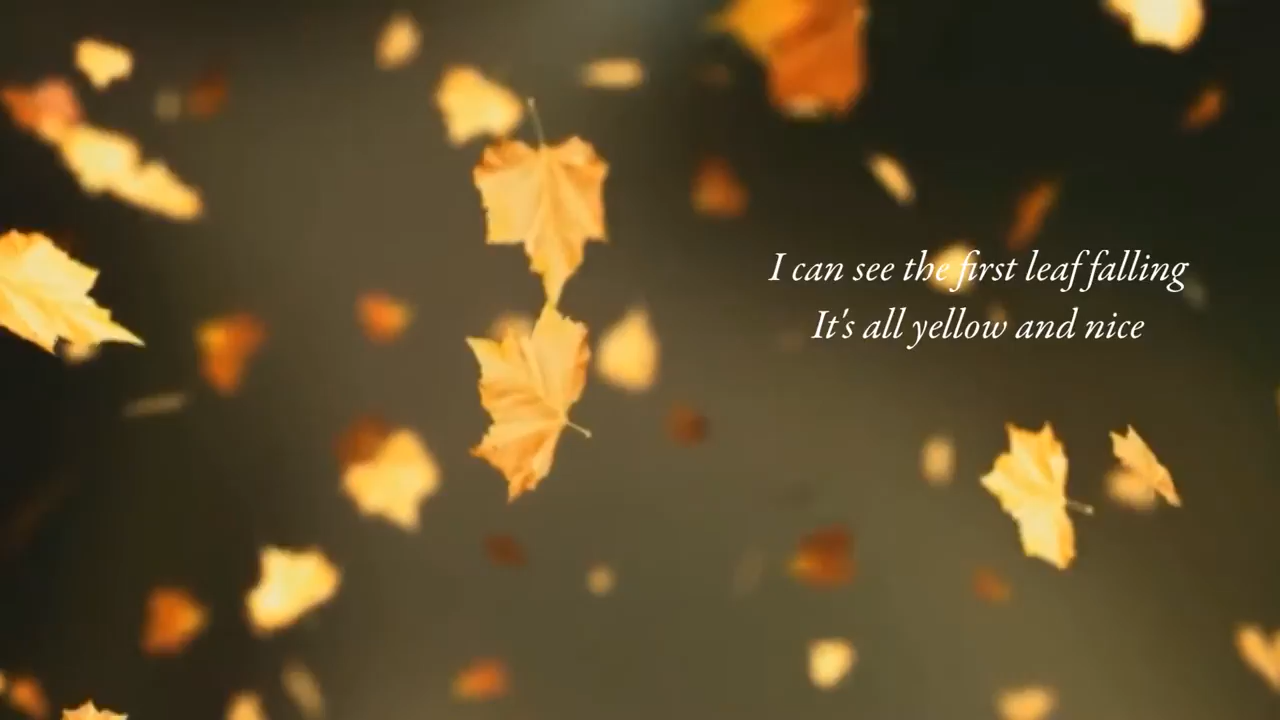 I can see the first leaf falling
It's all yellow and nice